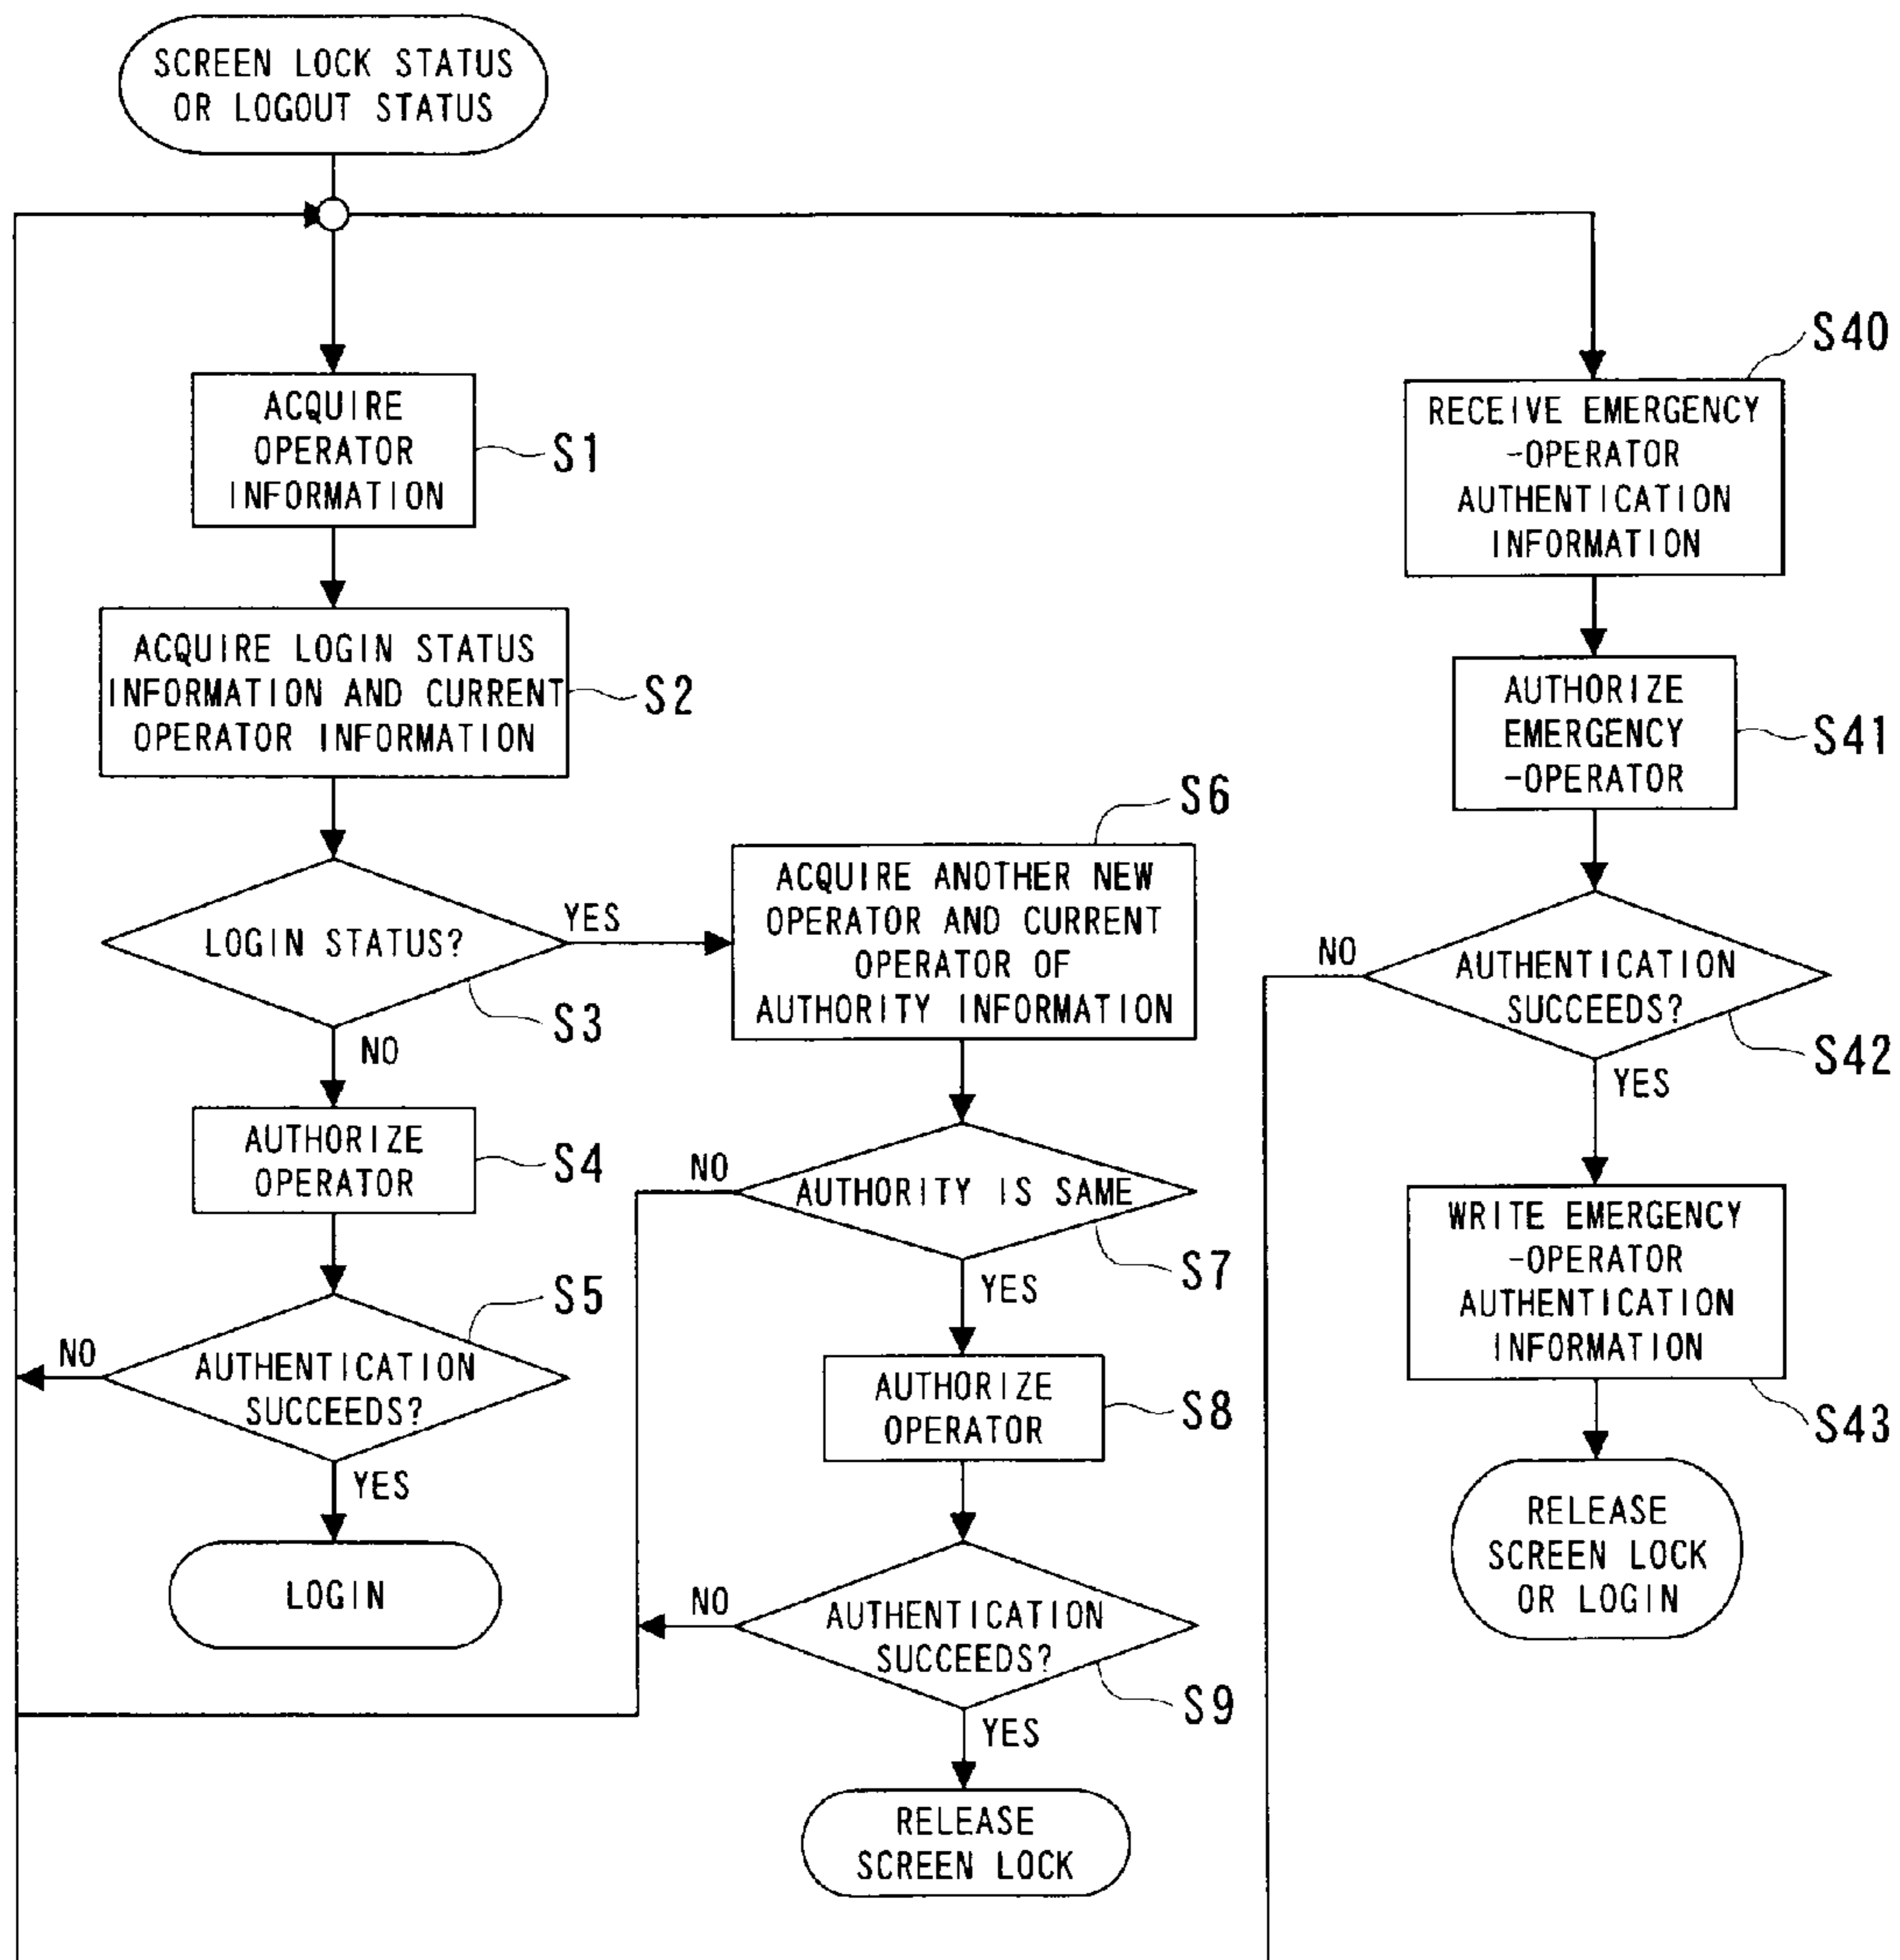 SCREEN LOCK STATUS
OR LOGOUT STATUS
ACQUIRE
OPERATOR
INFORMATION
S1
ACQUIRE LOGIN STATUS
INFORMATION AND CURRENT
OPERATOR INFORMATION
S2
LOGIN STATUS?
S3
YES
NO
AUTHORIZE
OPERATOR
S4
AUTHENTICATION
SUCCEEDS?
S5
NO
YES
LOGIN
S6
ACQUIRE ANOTHER NEW
OPERATOR AND CURRENT
OPERATOR OF
AUTHORITY INFORMATION
AUTHORITY IS SAME
S7
NO
YES
AUTHORIZE
OPERATOR
S8
AUTHENTICATION
SUCCEEDS?
S9
NO
YES
RELEASE
SCREEN LOCK
S40
RECEIVE EMERGENCY
-OPERATOR
AUTHENTICATION
INFORMATION
AUTHORIZE
EMERGENCY
-OPERATOR
S41
AUTHENTICATION
SUCCEEDS?
S42
NO
YES
WRITE EMERGENCY
-OPERATOR
AUTHENTICATION
INFORMATION
S43
RELEASE
SCREEN LOCK
OR LOGIN